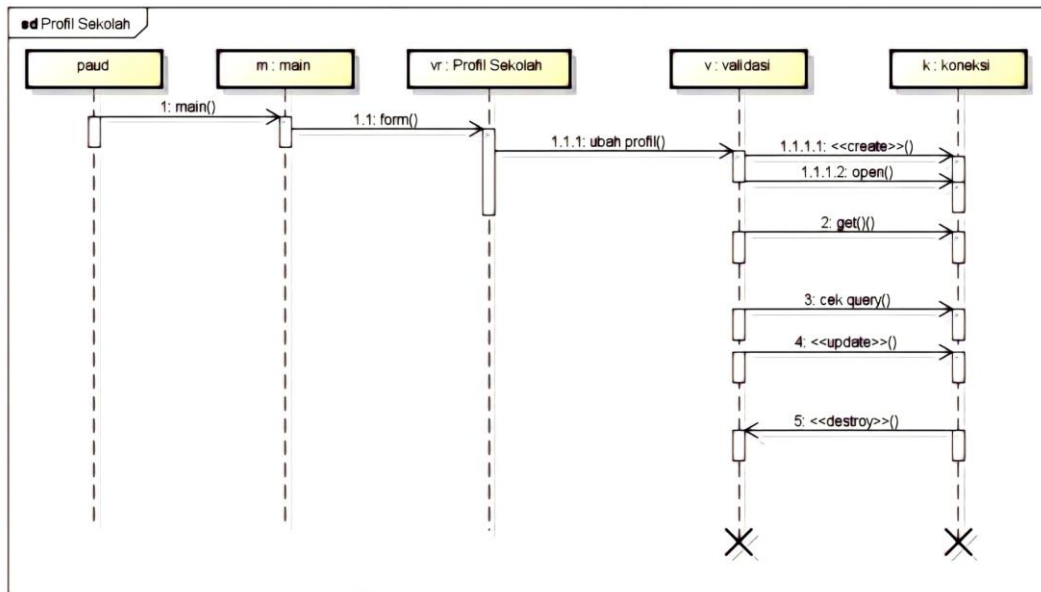 sd Profil Sekolah
paud
m : main
vr : Profil Sekolah
v : validasi
k : koneksi
1: main()
1.1: form()
1.1.1: ubah profil()
1.1.1.1: <<create>>()
1.1.1.2: open()
2: get()()
3: cek query()
4: <<update>>()
5: <<destroy>>()